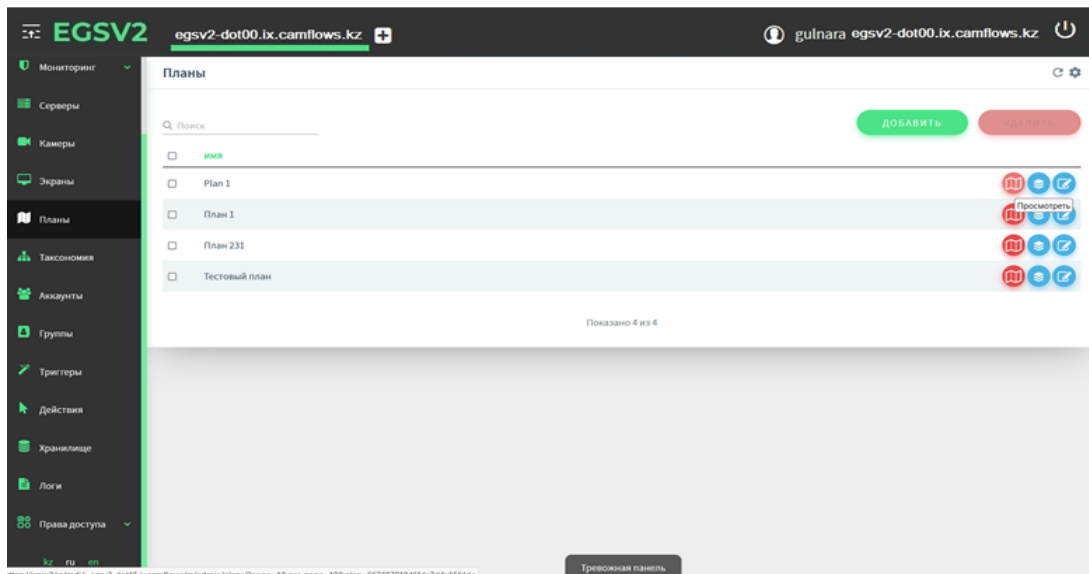 EGSV2 egsv2-dot00.ix.camflows.kz gulnara egsv2-dot00.ix.camflows.kz
Мониторинг
Серверы
Камеры
Экраны
Планы
Таксономия
Аккаунты
Группы
Триггеры
Действия
Хранилище
Логи
Права доступа
kz ru en
Планы
Поиск
ДОБАВИТЬ УДАЛИТЬ
ИМЯ
Plan 1
Просмотреть
План 1
План 231
Тестовый план
Показано 4 из 4
Тревожная панель